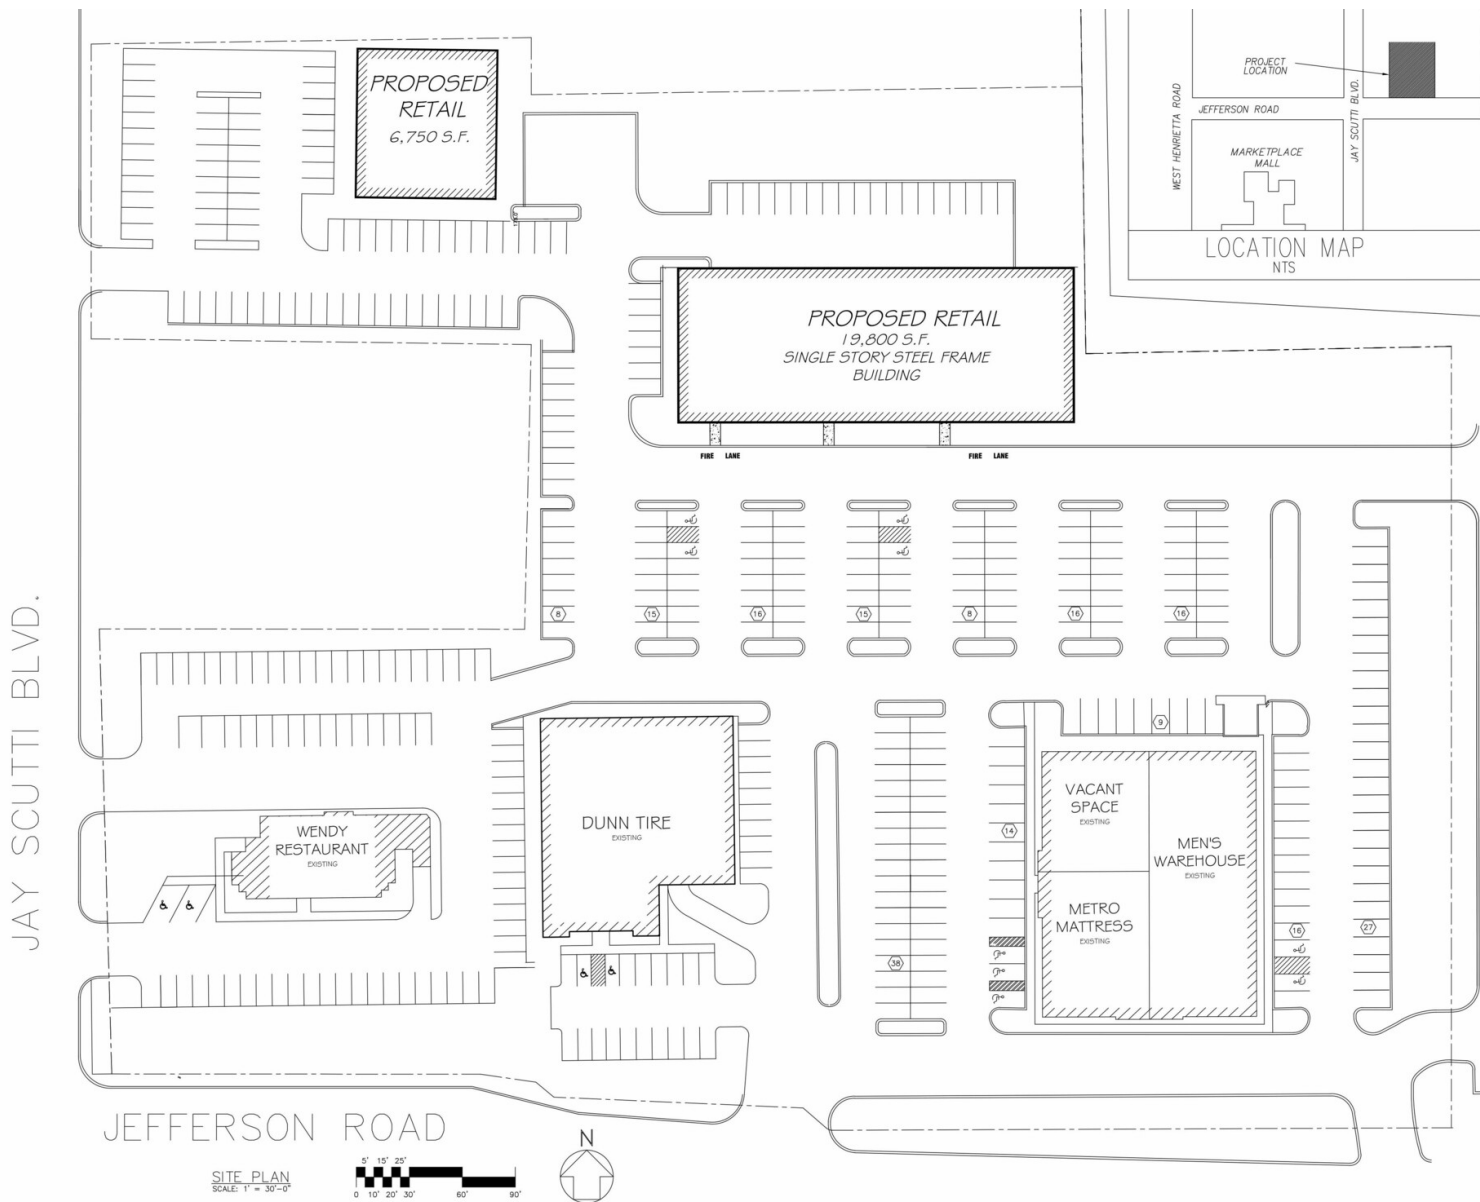 PROPOSED
RETAIL
6,750 S.F.
PROJECT
LOCATION
WEST HENRIETTA ROAD
JEFFERSON ROAD
JAY SCUTTI BLVD.
MARKETPLACE
MALL
LOCATION MAP
NTS
PROPOSED RETAIL
19,800 S.F.
SINGLE STORY STEEL FRAME
BUILDING
FIRE LANE
FIRE LANE
8
15
16
15
8
16
16
JAY SCUTTI BLVD.
9
WENDY
RESTAURANT
EXISTING
DUNN TIRE
EXISTING
38
14
VACANT
SPACE
EXISTING
MEN'S
WAREHOUSE
EXISTING
METRO
MATTRESS
EXISTING
16
27
JEFFERSON ROAD
N
SITE PLAN
SCALE: 1' = 30'-0"
5' 15' 25'
0 10' 20' 30' 60' 90'